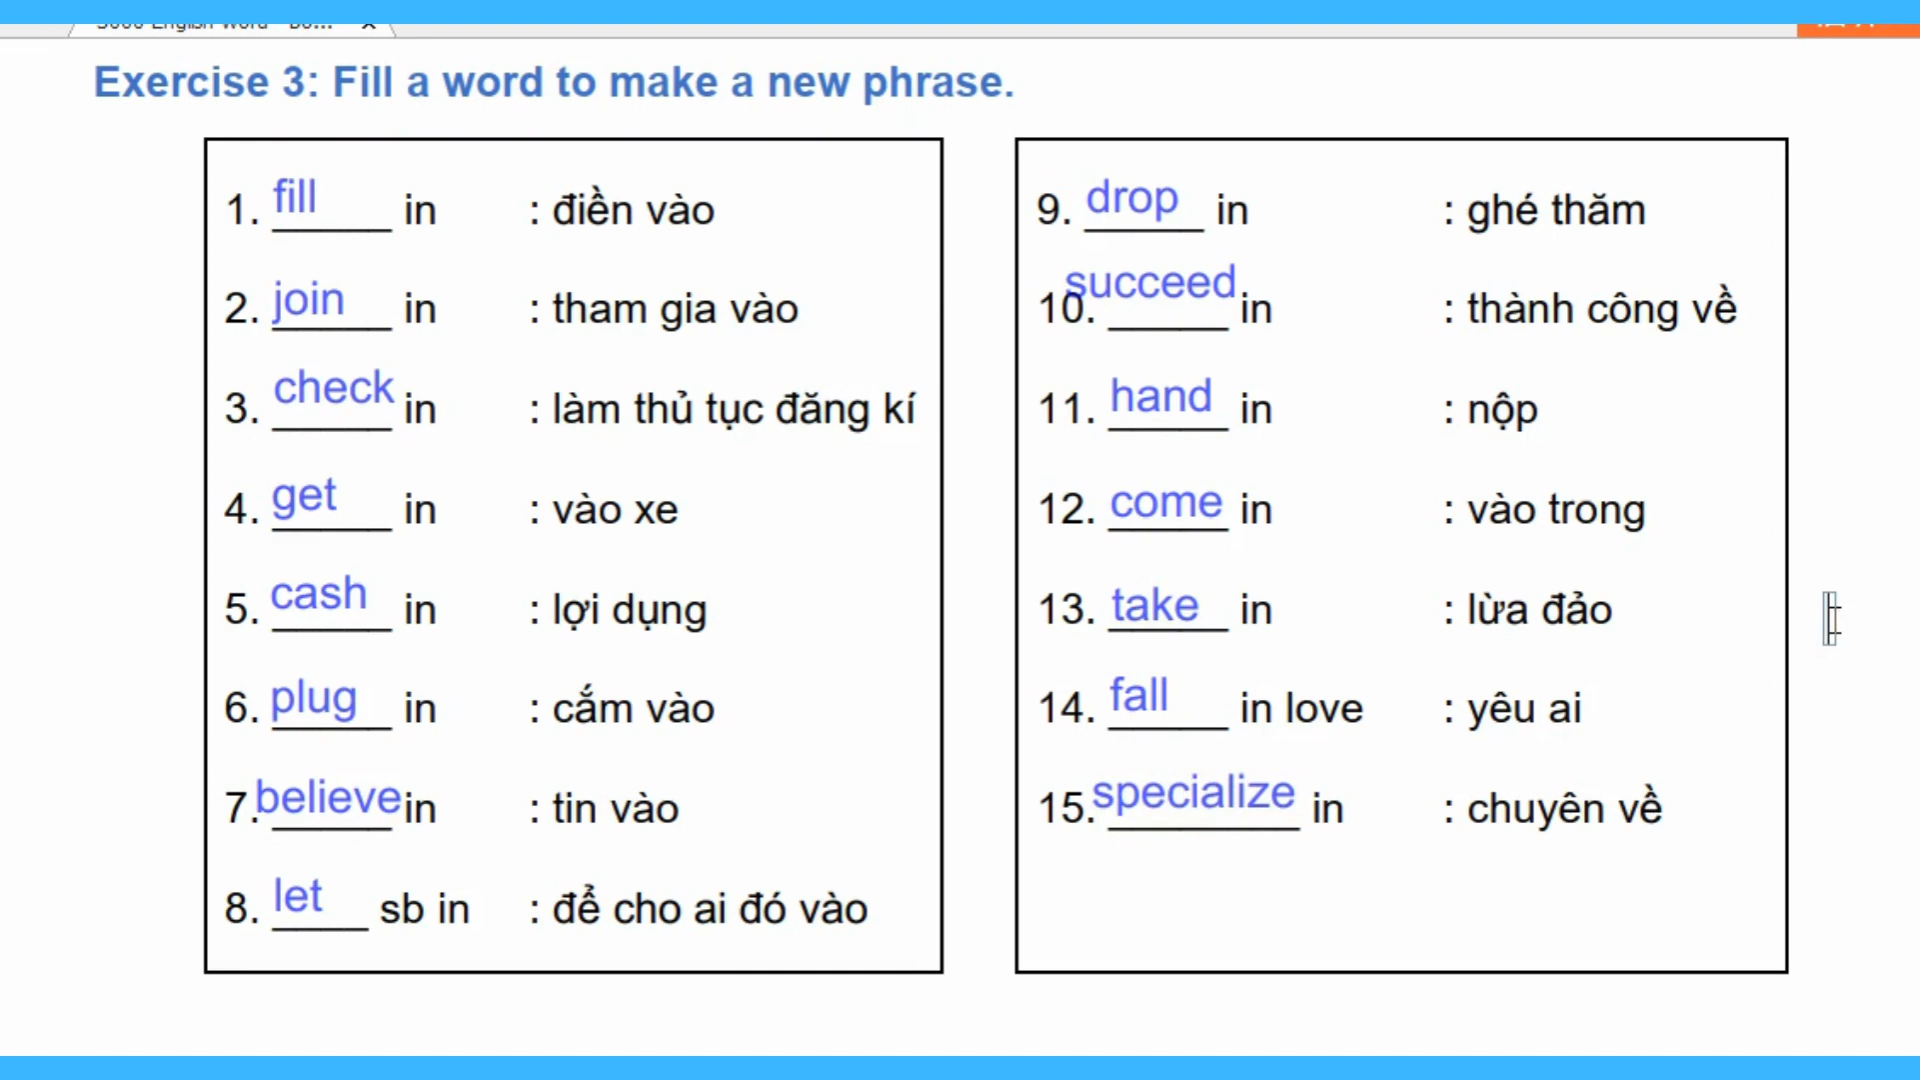 Exercise 3: Fill a word to make a new phrase.
1. fill in : điền vào
2. join in : tham gia vào
3. check in : làm thủ tục đăng kí
4. get in : vào xe
5. cash in : lợi dụng
6. plug in : cắm vào
7. believe in : tin vào
8. let sb in : để cho ai đó vào
9. drop in : ghé thăm
10. succeed in : thành công về
11. hand in : nộp
12. come in : vào trong
13. take in : lừa đảo
14. fall in love : yêu ai
15. specialize in : chuyên về